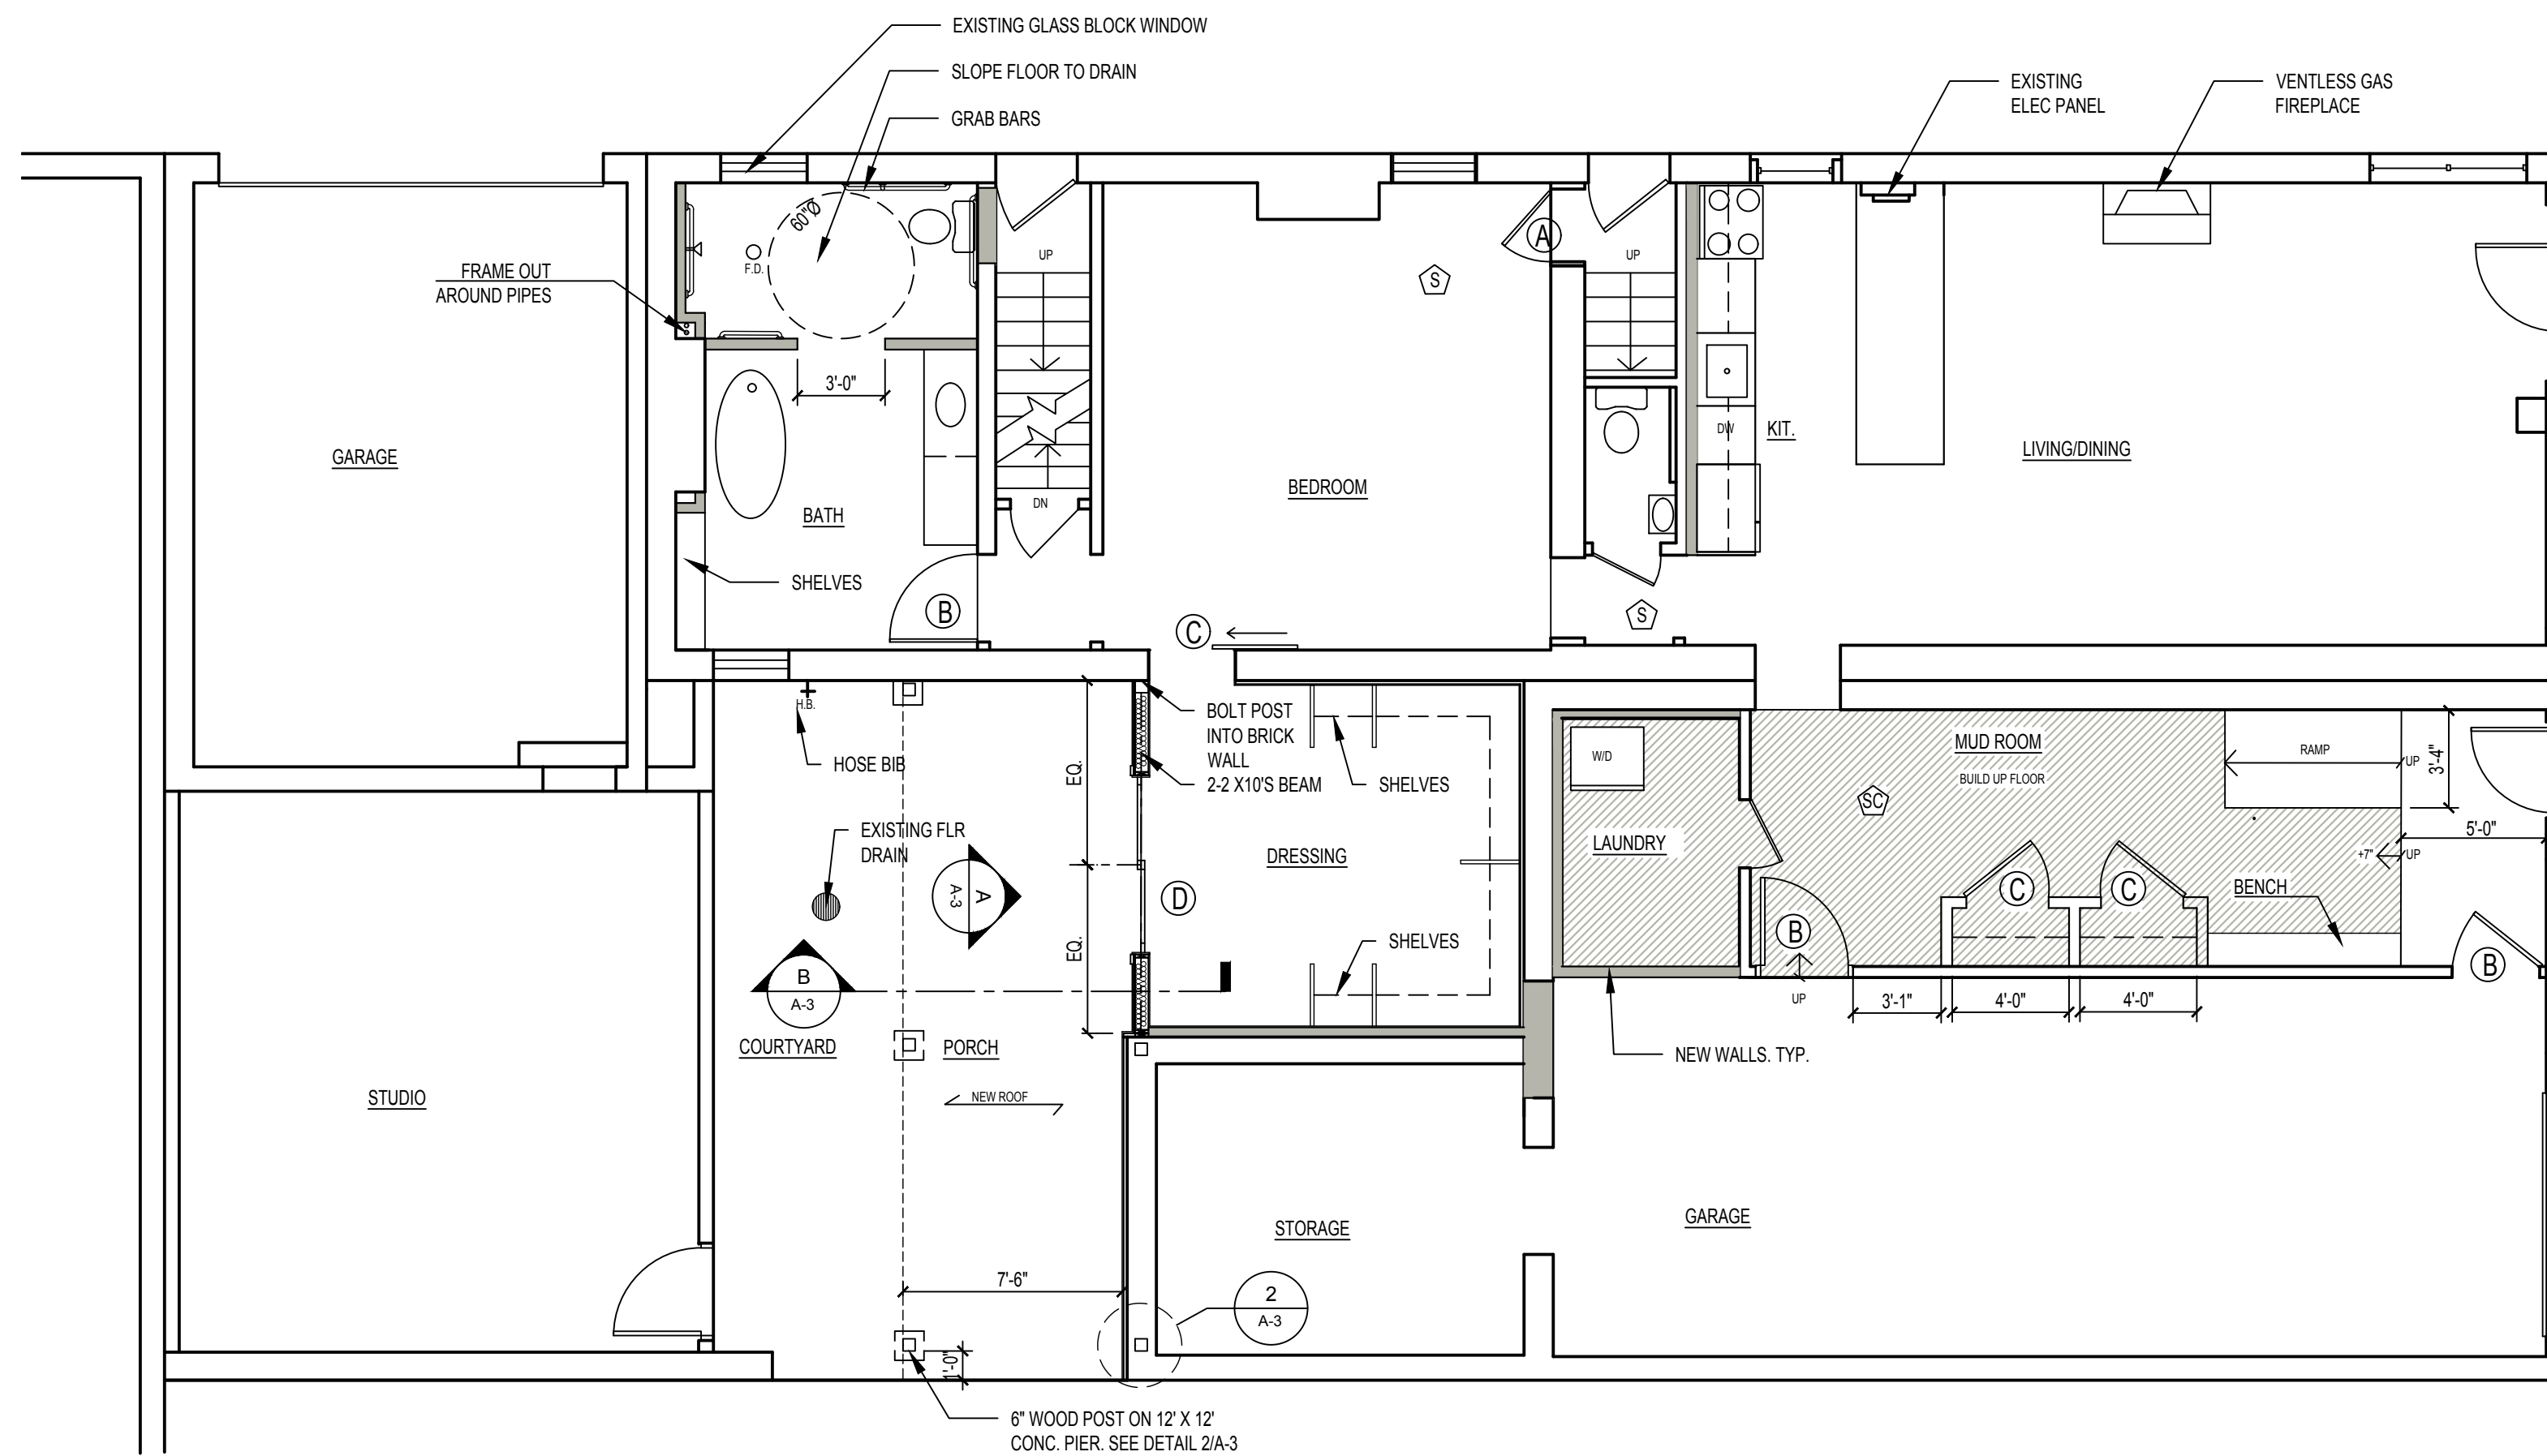 EXISTING GLASS BLOCK WINDOW
SLOPE FLOOR TO DRAIN
GRAB BARS
EXISTING
ELEC PANEL
VENTLESS GAS
FIREPLACE
60"Ø
F.D.
FRAME OUT
AROUND PIPES
UP
A
UP
S
3'-0"
GARAGE
DW
KIT.
LIVING/DINING
BEDROOM
DN
BATH
SHELVES
B
C
S
H.B.
HOSE BIB
BOLT POST
INTO BRICK
WALL
2-2 X10'S BEAM
EQ.
SHELVES
W/D
MUD ROOM
BUILD UP FLOOR
RAMP
UP
3'-4"
SC
EXISTING FLR
DRAIN
A
A-3
D
DRESSING
LAUNDRY
5'-0"
+7"
UP
C
C
BENCH
EQ.
SHELVES
B
B
B
A-3
UP
3'-1"
4'-0"
4'-0"
COURTYARD
PORCH
NEW WALLS. TYP.
NEW ROOF
STUDIO
STORAGE
GARAGE
7'-6"
2
A-3
1'-0"
6" WOOD POST ON 12' X 12'
CONC. PIER. SEE DETAIL 2/A-3